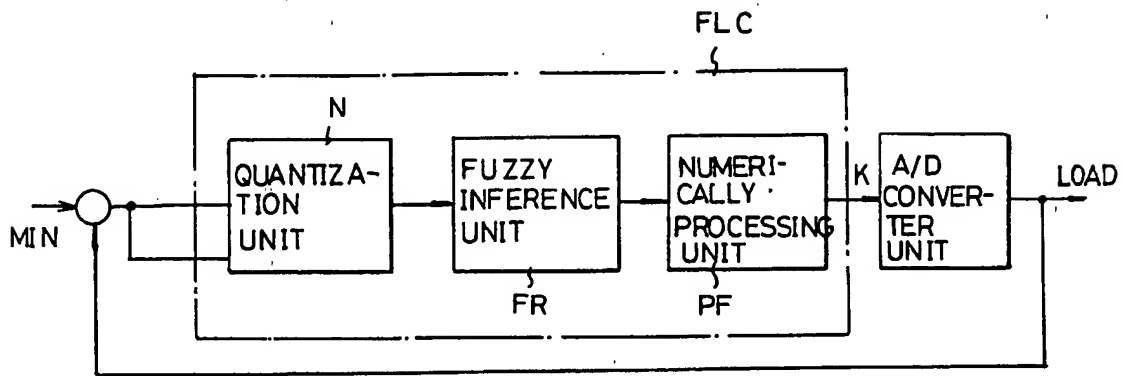 FLC
N
QUANTIZA-
TION
UNIT
FUZZY
INFERENCE
UNIT
NUMERI-
CALLY
PROCESSING
UNIT
K
A/D
CONVER-
TER
UNIT
LOAD
MIN
FR
PF